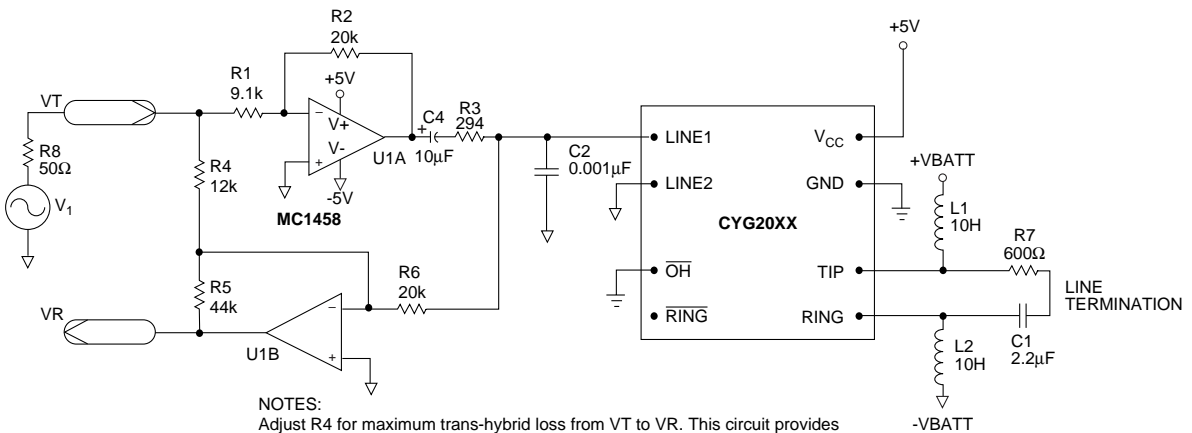 R2
20k
+5V
R1
9.1k
+5V
VT
C4
R3
294
−
V+
+
R8
50Ω
U1A
10µF
LINE1
VCC
C2
0.001µF
+VBATT
R4
12k
V-
+
LINE2
GND
V1
-5V
L1
10H
MC1458
CYG20XX
R7
600Ω
R6
20k
OH
TIP
R5
44k
LINE
TERMINATION
−
VR
RING
RING
U1B
+
L2
10H
C1
2.2µF
NOTES:
Adjust R4 for maximum trans-hybrid loss from VT to VR. This circuit provides
-VBATT